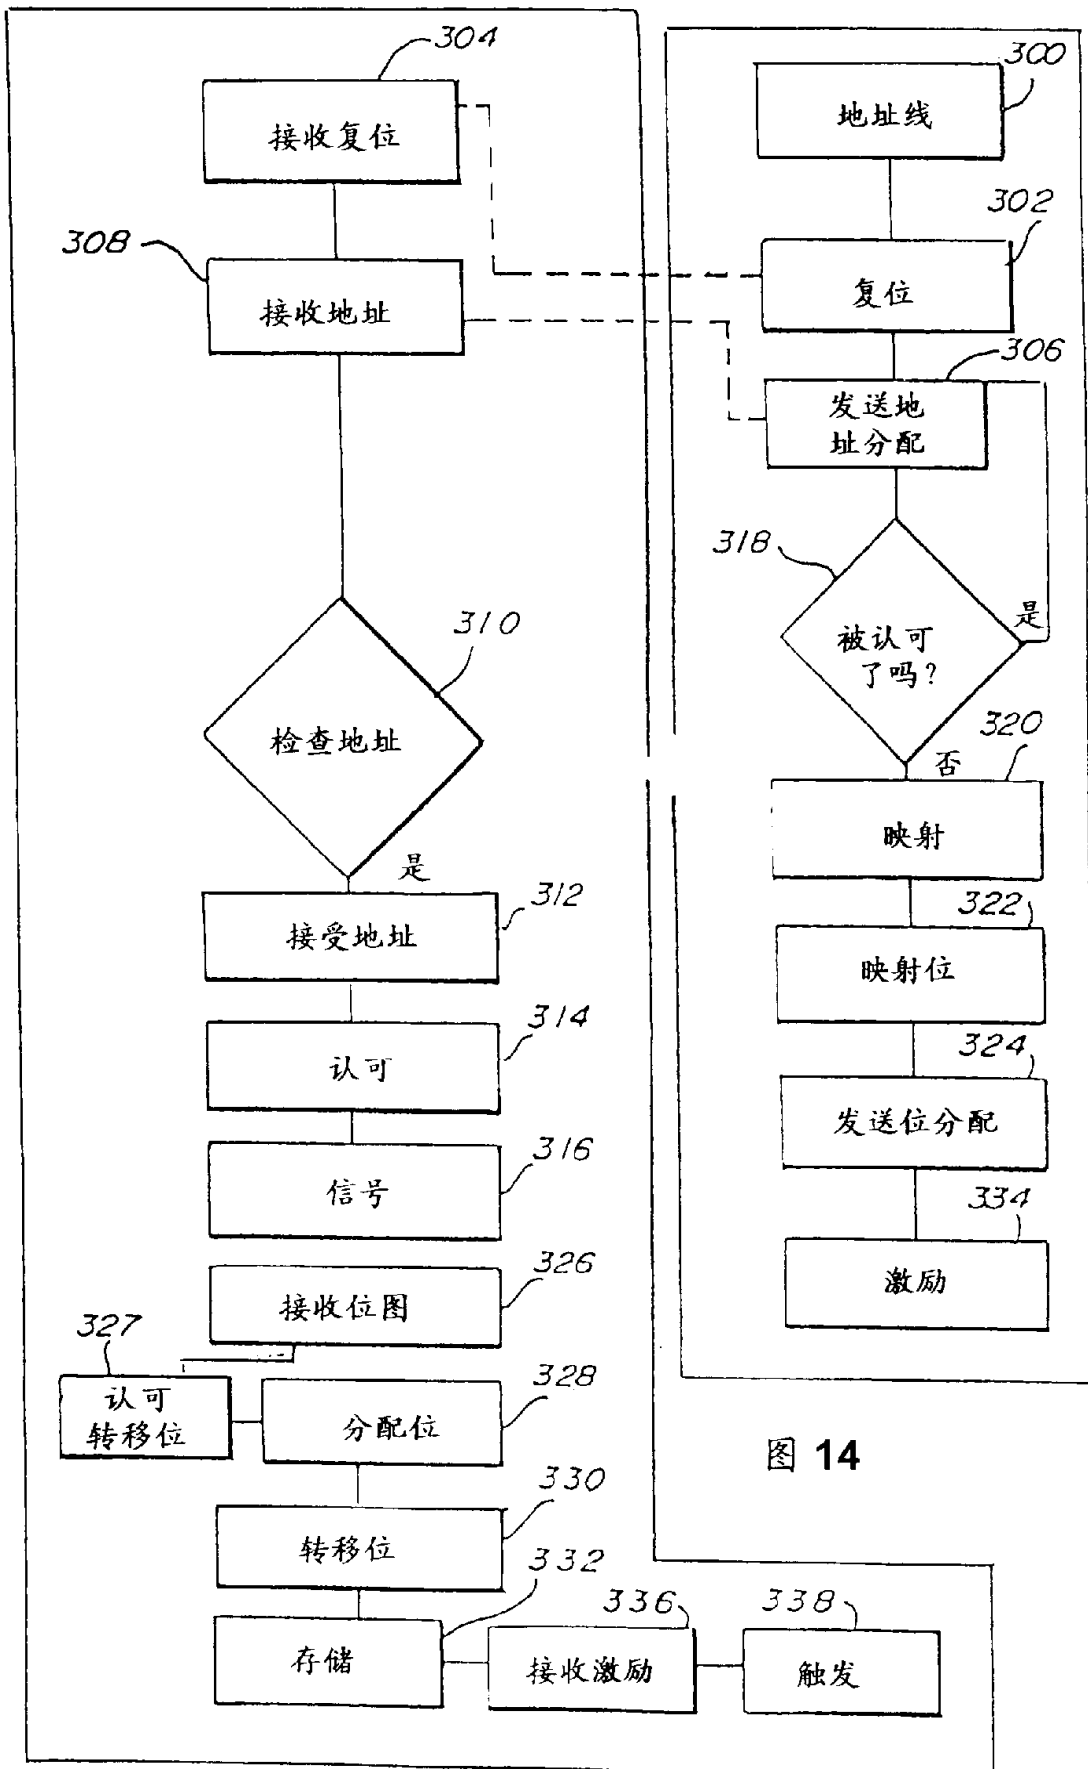 304
接收复位
308
接收地址
310
检查地址
是
312
接受地址
314
认可
316
信号
326
接收位图
327
认可
转移位
328
分配位
330
转移位
332
存储
336
接收激励
338
触发
300
地址线
302
复位
306
发送地
址分配
318
被认可
了吗?
是
否
320
映射
322
映射位
324
发送位分配
334
激励
图 14